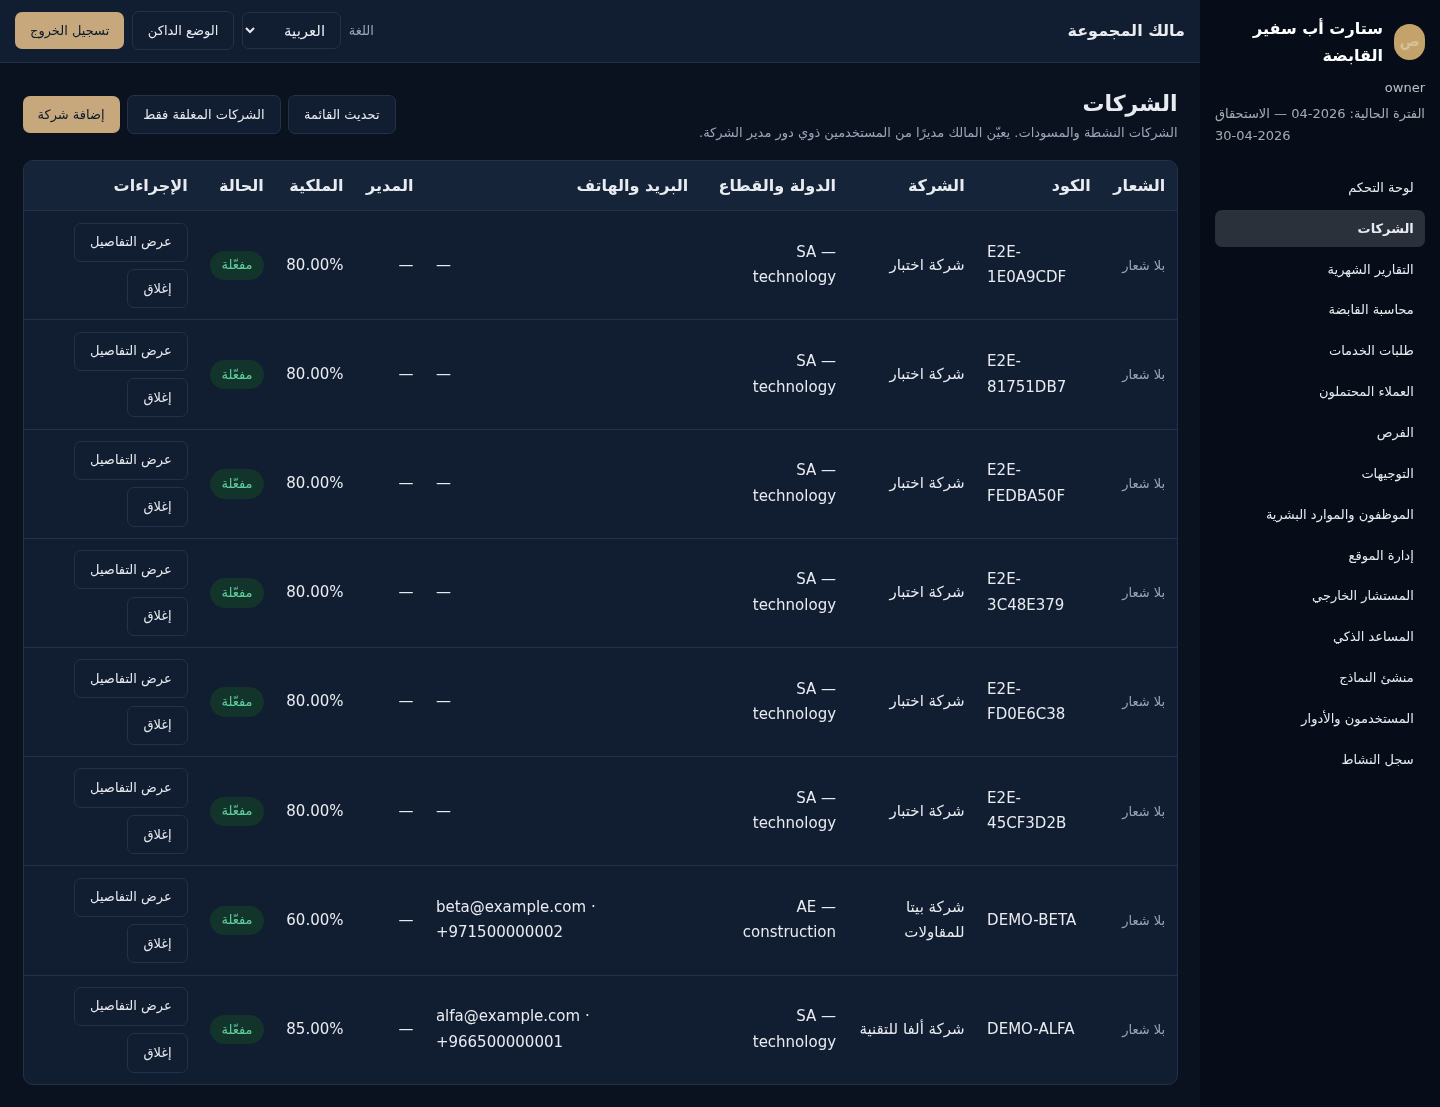 ص
ستارت أب سفير
القابضة
owner
الفترة الحالية: 2026-04 — الاستحقاق
2026-04-30
لوحة التحكم
الشركات
التقارير الشهرية
محاسبة القابضة
طلبات الخدمات
العملاء المحتملون
الفرص
التوجيهات
الموظفون والموارد البشرية
إدارة الموقع
المستشار الخارجي
المساعد الذكي
منشئ النماذج
المستخدمون والأدوار
سجل النشاط
مالك المجموعة
اللغة العربية الوضع الداكن تسجيل الخروج
الشركات
الشركات النشطة والمسودات. يعيّن المالك مديرًا من المستخدمين ذوي دور مدير الشركة.
تحديث القائمة الشركات المغلقة فقط إضافة شركة
الشعار الكود الشركة الدولة والقطاع البريد والهاتف المدير الملكية الحالة الإجراءات
بلا شعار
E2E-
1E0A9CDF
شركة اختبار
SA —
technology
—
—
80.00%
مفعّلة
عرض التفاصيل
إغلاق
بلا شعار
E2E-
81751DB7
شركة اختبار
SA —
technology
—
—
80.00%
مفعّلة
عرض التفاصيل
إغلاق
بلا شعار
E2E-
FEDBA50F
شركة اختبار
SA —
technology
—
—
80.00%
مفعّلة
عرض التفاصيل
إغلاق
بلا شعار
E2E-
3C48E379
شركة اختبار
SA —
technology
—
—
80.00%
مفعّلة
عرض التفاصيل
إغلاق
بلا شعار
E2E-
FD0E6C38
شركة اختبار
SA —
technology
—
—
80.00%
مفعّلة
عرض التفاصيل
إغلاق
بلا شعار
E2E-
45CF3D2B
شركة اختبار
SA —
technology
—
—
80.00%
مفعّلة
عرض التفاصيل
إغلاق
بلا شعار
DEMO-BETA
شركة بيتا
للمقاولات
AE —
construction
beta@example.com ·
+971500000002
—
60.00%
مفعّلة
عرض التفاصيل
إغلاق
بلا شعار
DEMO-ALFA
شركة ألفا للتقنية
SA —
technology
alfa@example.com ·
+966500000001
—
85.00%
مفعّلة
عرض التفاصيل
إغلاق